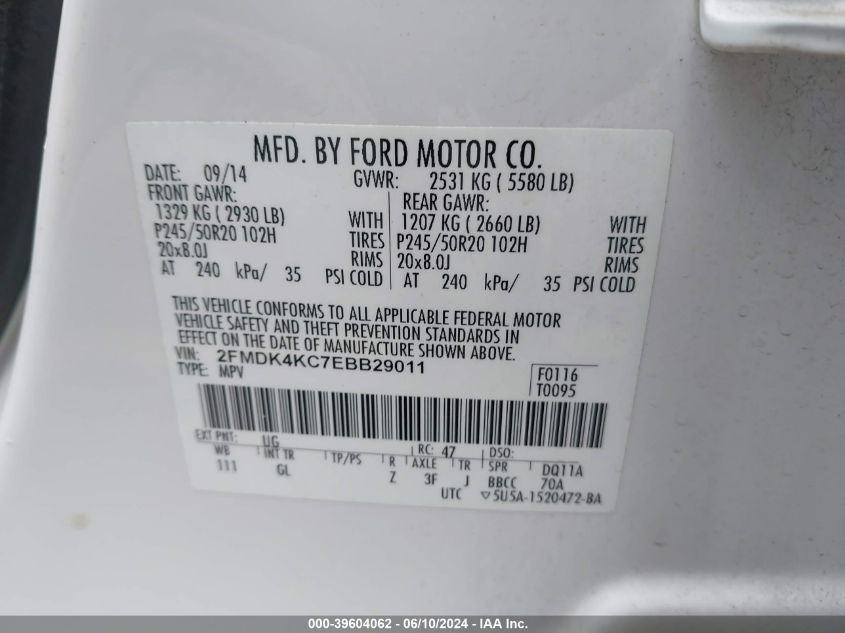 MFD. BY FORD MOTOR CO.
DATE: 09/14 GVWR: 2531 KG ( 5580 LB)
FRONT GAWR: REAR GAWR:
1329 KG ( 2930 LB) WITH 1207 KG ( 2660 LB) WITH
P245/50R20 102H TIRES P245/50R20 102H TIRES
20x8.0J RIMS 20x8.0J RIMS
AT 240 kPa/ 35 PSI COLD AT 240 kPa/ 35 PSI COLD
THIS VEHICLE CONFORMS TO ALL APPLICABLE FEDERAL MOTOR
VEHICLE SAFETY AND THEFT PREVENTION STANDARDS IN
EFFECT ON THE DATE OF MANUFACTURE SHOWN ABOVE.
VIN: 2FMDK4KC7EBB29011
TYPE: MPV F0116
T0095
EXT PNT: UG RC: 47 DSO:
WB INT TR TP/PS R AXLE TR SPR DQ11A
111 GL Z 3F J BBCC 70A
UTC ▽5U5A-1520472-BA
000-39604062 - 06/10/2024 - IAA Inc.